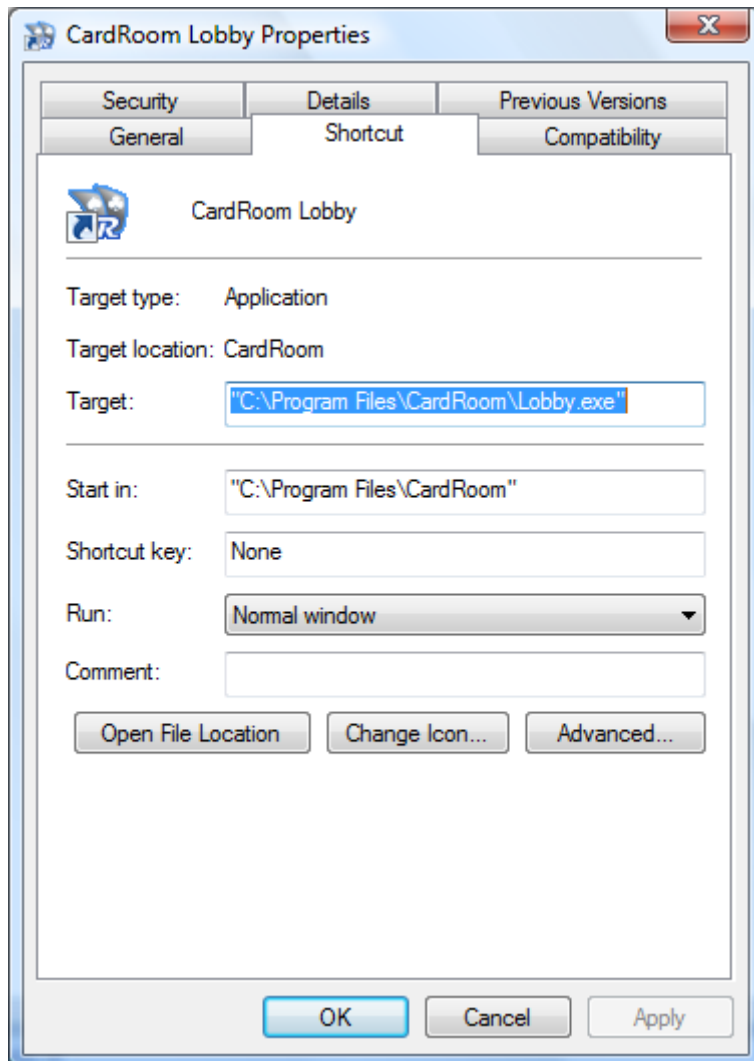 CardRoom Lobby Properties
Security Details Previous Versions
General Shortcut Compatibility
CardRoom Lobby
Target type: Application
Target location: CardRoom
Target: "C:\Program Files\CardRoom\Lobby.exe"
Start in: "C:\Program Files\CardRoom"
Shortcut key: None
Run: Normal window
Comment:
Open File Location Change Icon... Advanced...
OK Cancel Apply